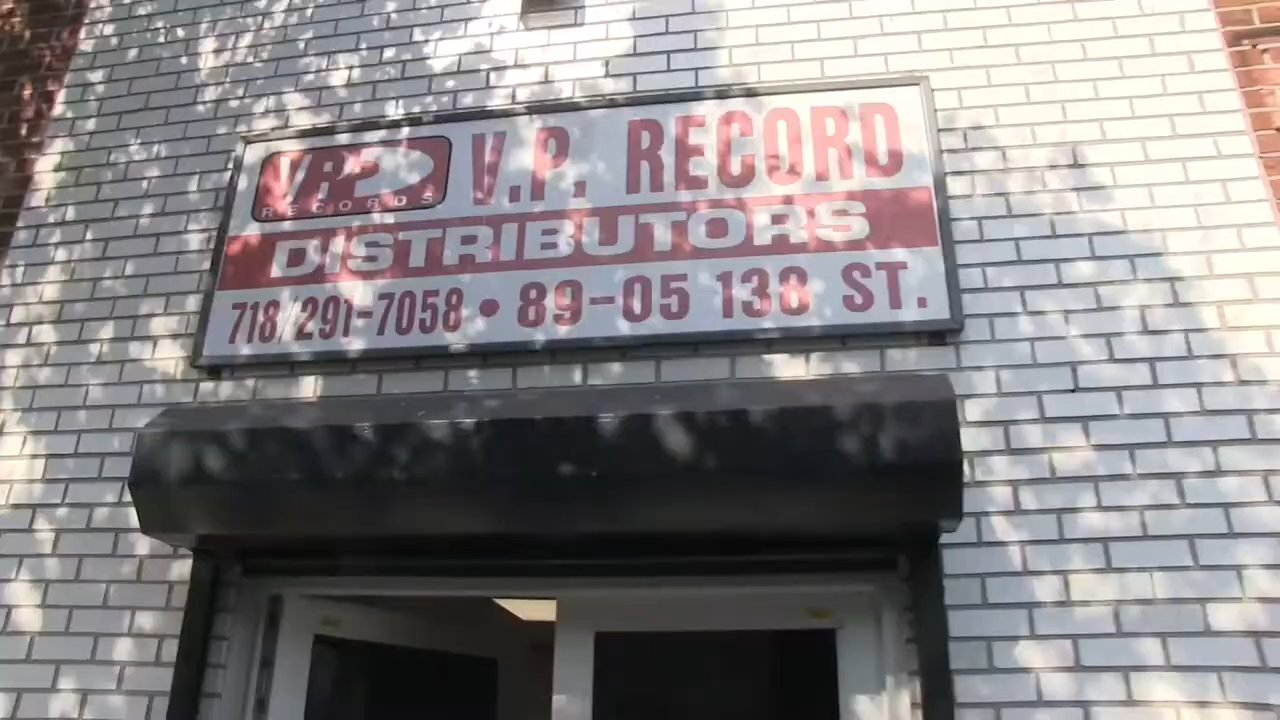 VP
RECORDS
V.P. RECORD
DISTRIBUTORS
718/291-7058 • 89-05 138 ST.